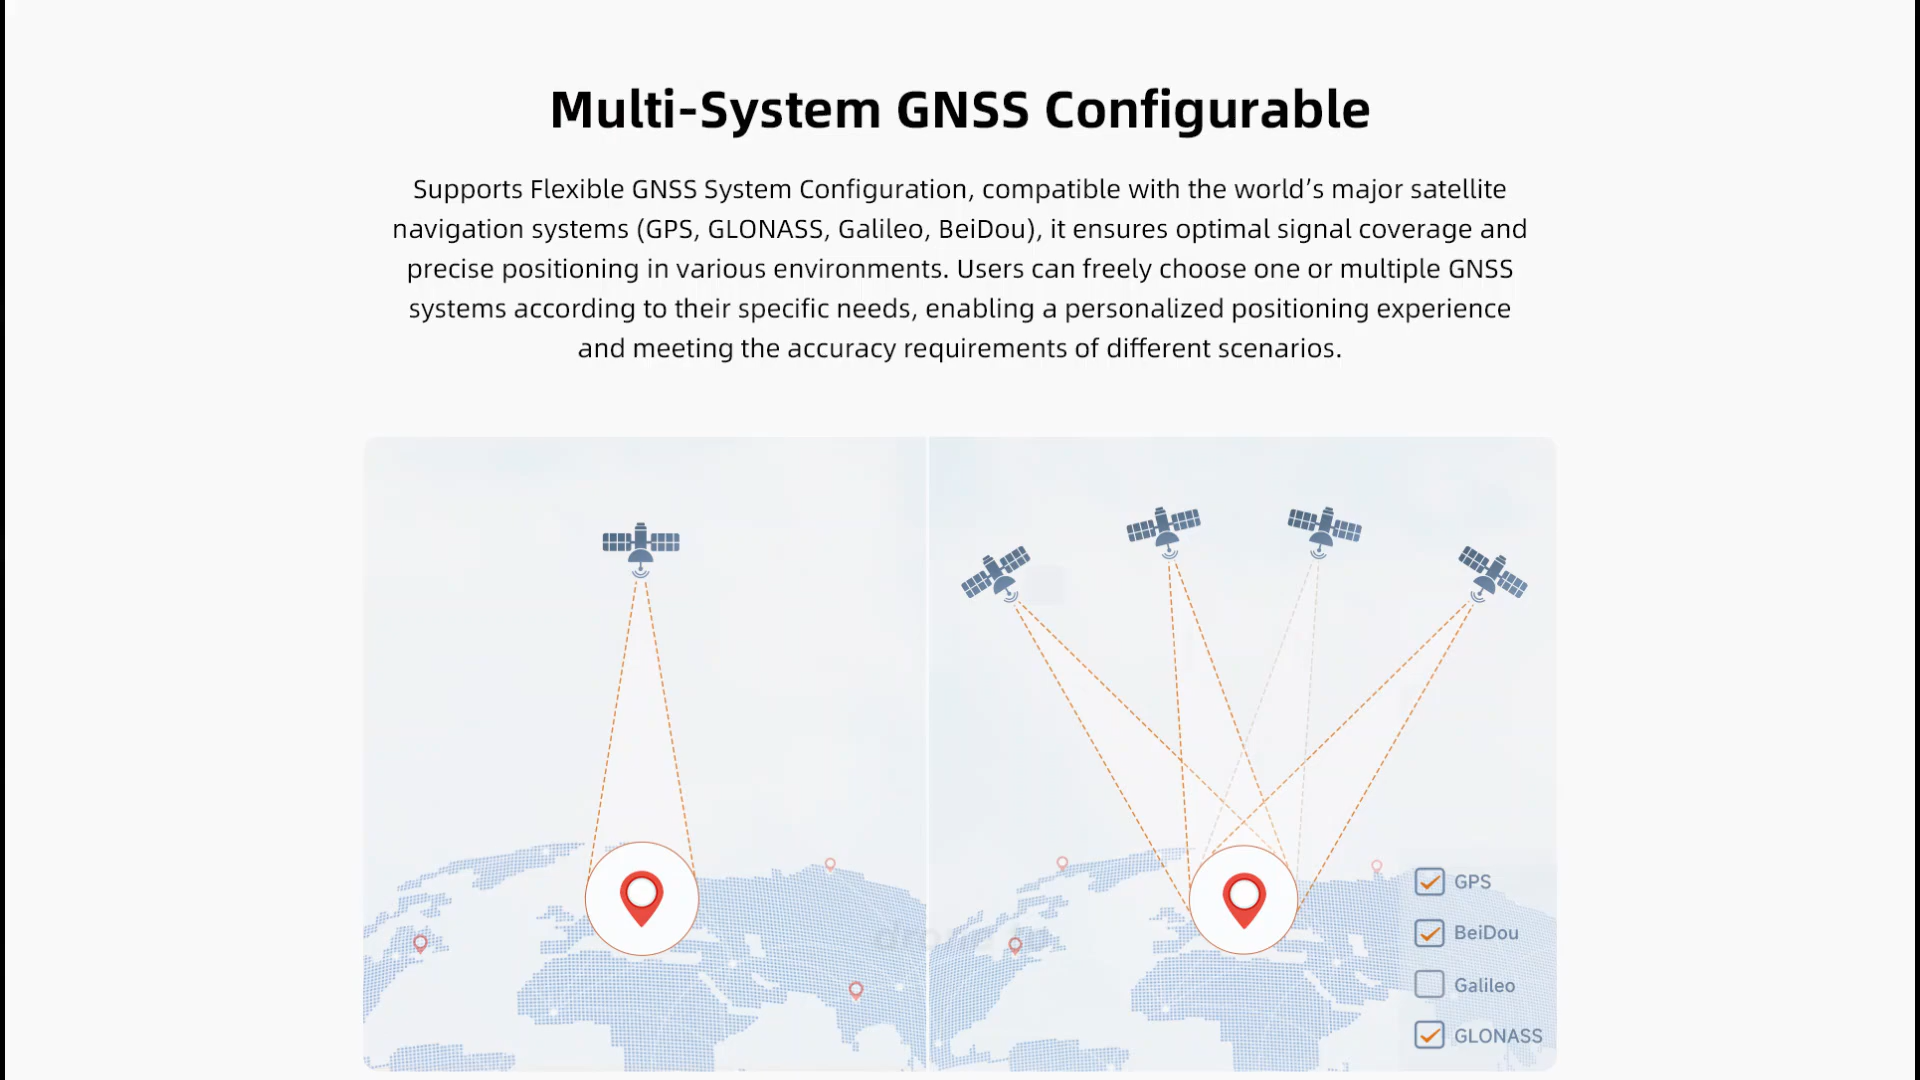 Multi-System GNSS Configurable
Supports Flexible GNSS System Configuration, compatible with the world’s major satellite
navigation systems (GPS, GLONASS, Galileo, BeiDou), it ensures optimal signal coverage and
precise positioning in various environments. Users can freely choose one or multiple GNSS
systems according to their specific needs, enabling a personalized positioning experience
and meeting the accuracy requirements of different scenarios.
GPS
BeiDou
Galileo
GLONASS